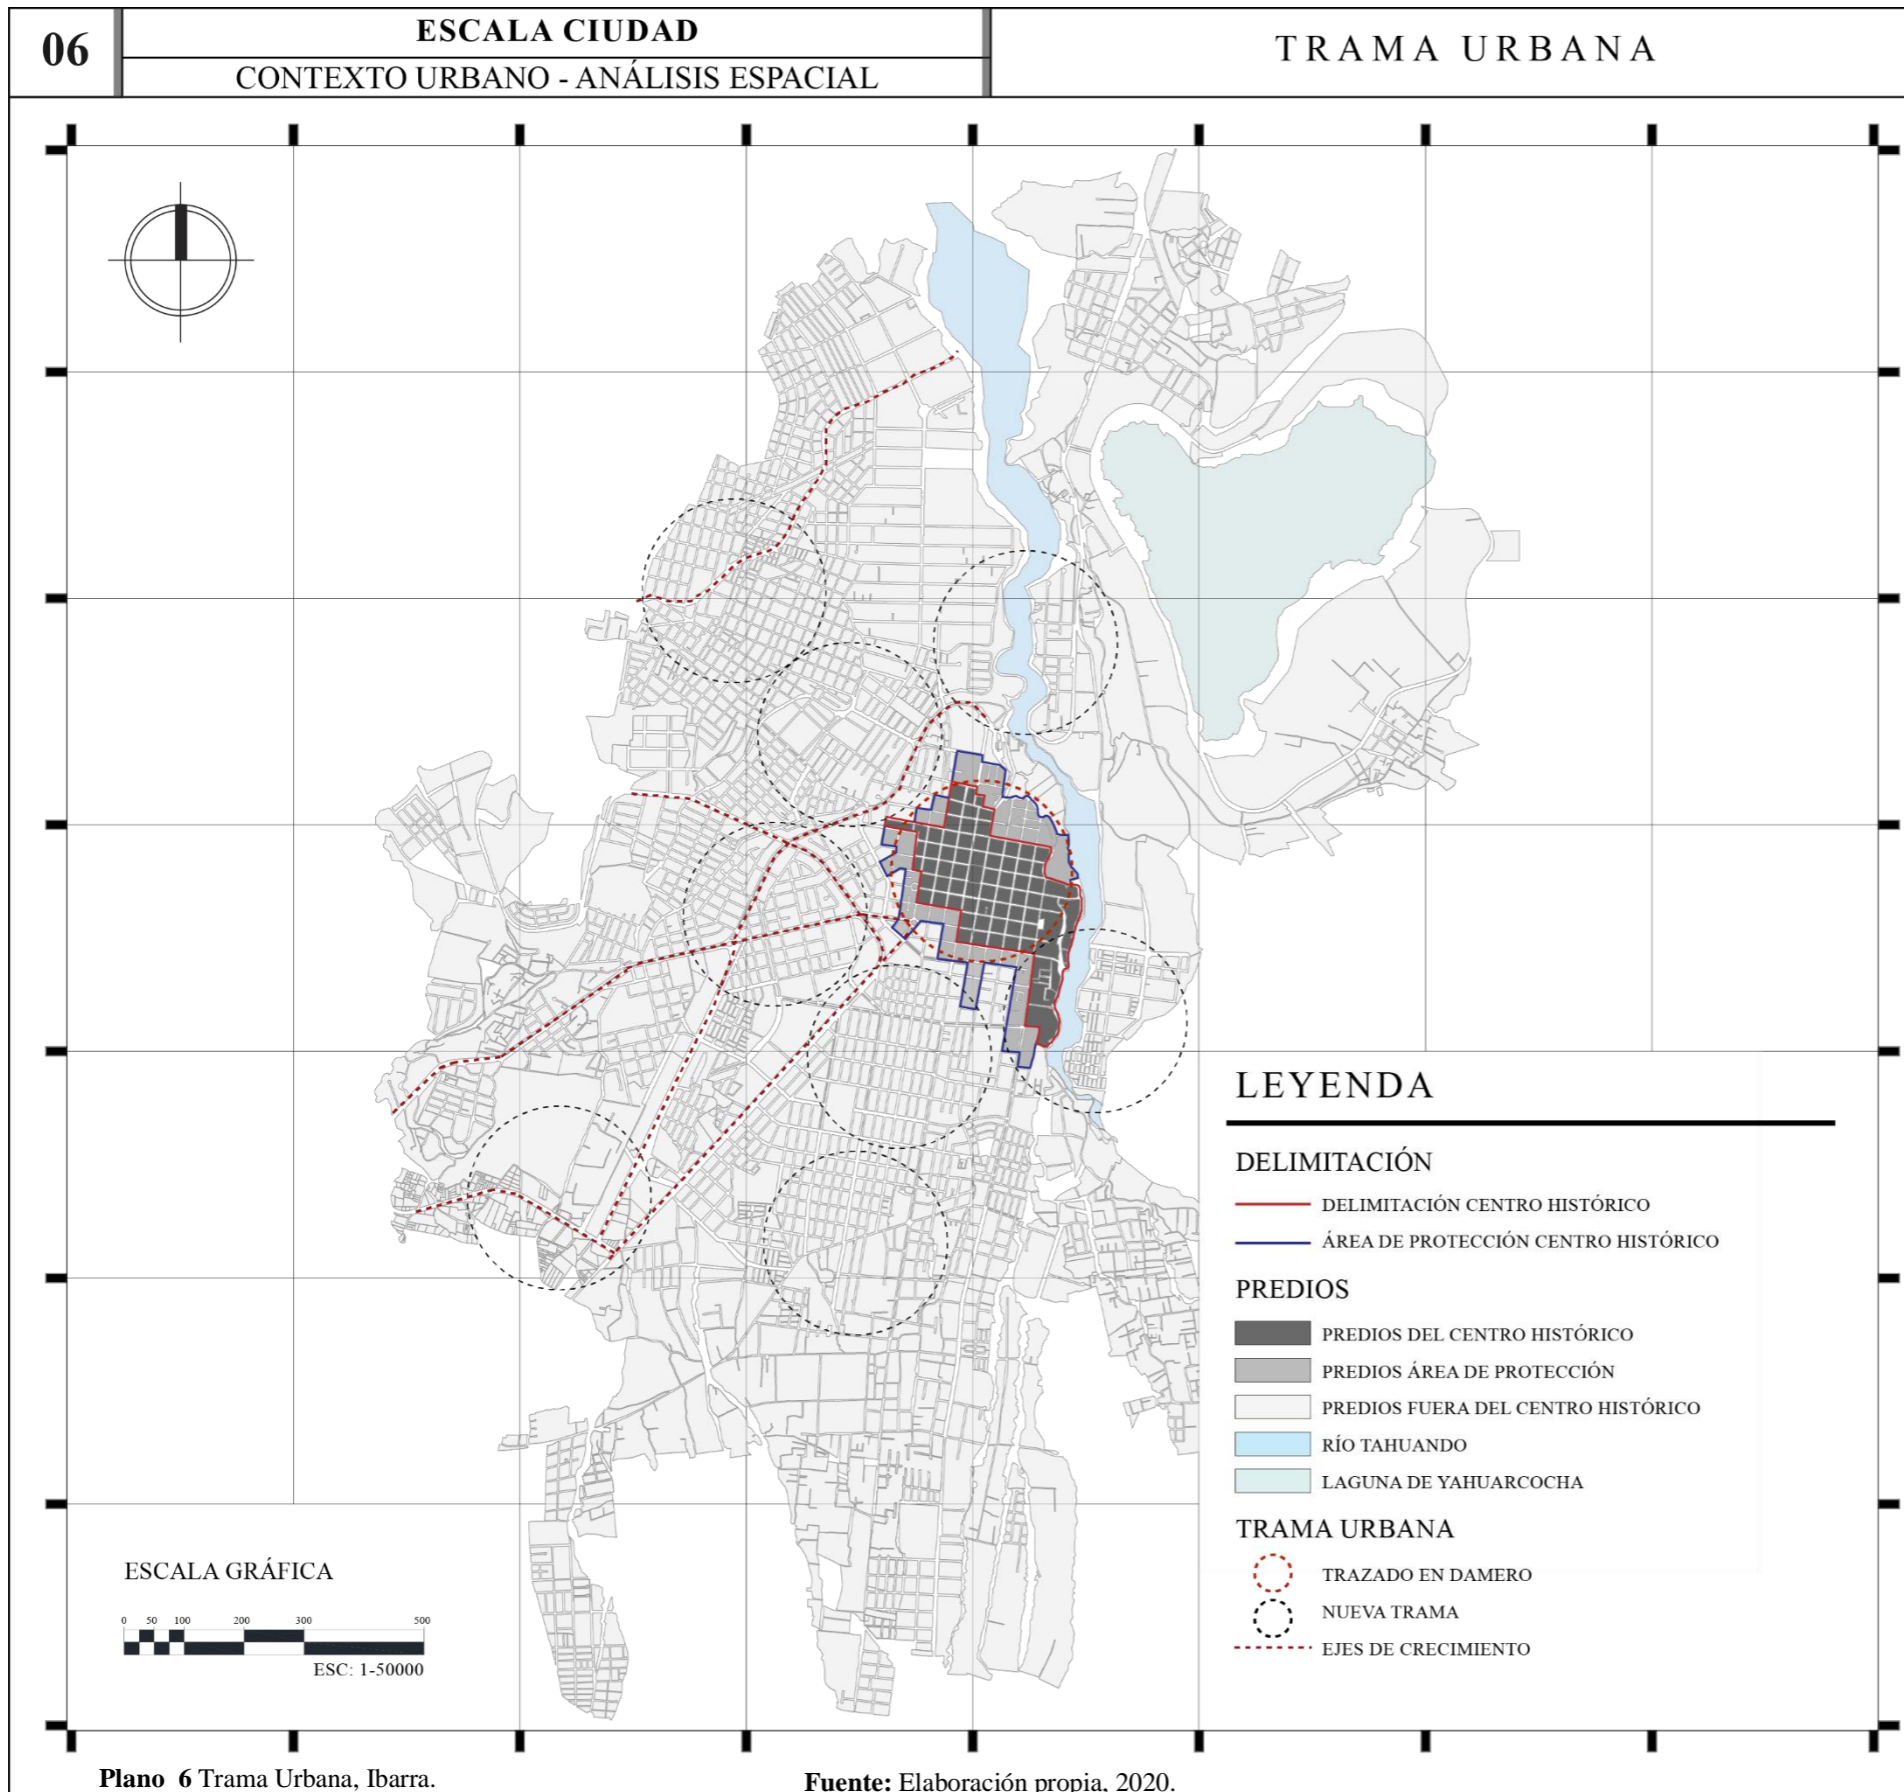 06
ESCALA CIUDAD
CONTEXTO URBANO - ANÁLISIS ESPACIAL
TRAMA URBANA
LEYENDA
DELIMITACIÓN
DELIMITACIÓN CENTRO HISTÓRICO
ÁREA DE PROTECCIÓN CENTRO HISTÓRICO
PREDIOS
PREDIOS DEL CENTRO HISTÓRICO
PREDIOS ÁREA DE PROTECCIÓN
PREDIOS FUERA DEL CENTRO HISTÓRICO
RÍO TAHUANDO
LAGUNA DE YAHUARCOCHA
TRAMA URBANA
TRAZADO EN DAMERO
NUEVA TRAMA
EJES DE CRECIMIENTO
ESCALA GRÁFICA
0 50 100 200 300 500
ESC: 1-50000
Plano 6 Trama Urbana, Ibarra.
Fuente: Elaboración propia, 2020.